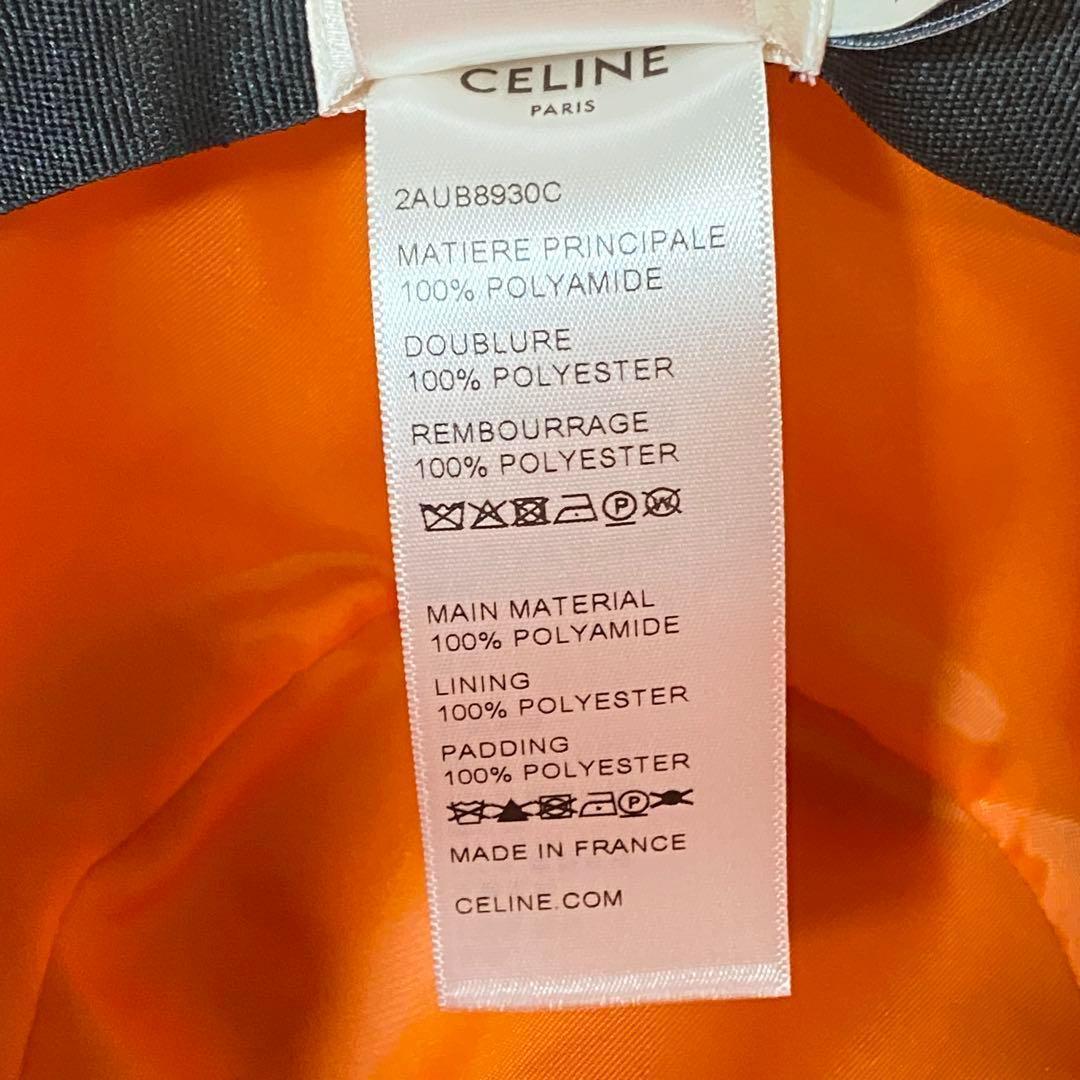 CELINE
PARIS
2AUB8930C
MATIERE PRINCIPALE
100% POLYAMIDE
DOUBLURE
100% POLYESTER
REMBOURRAGE
100% POLYESTER
MAIN MATERIAL
100% POLYAMIDE
LINING
100% POLYESTER
PADDING
100% POLYESTER
MADE IN FRANCE
CELINE.COM